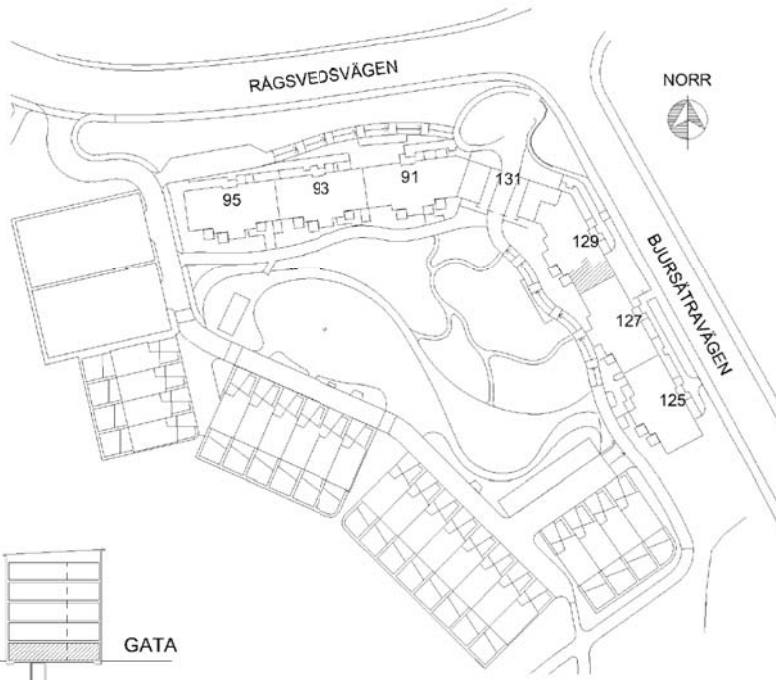 RÅGSVEDSVÄGEN
NORR
91
131
93
95
129
BJURSÄTRAVÄGEN
127
125
GATA